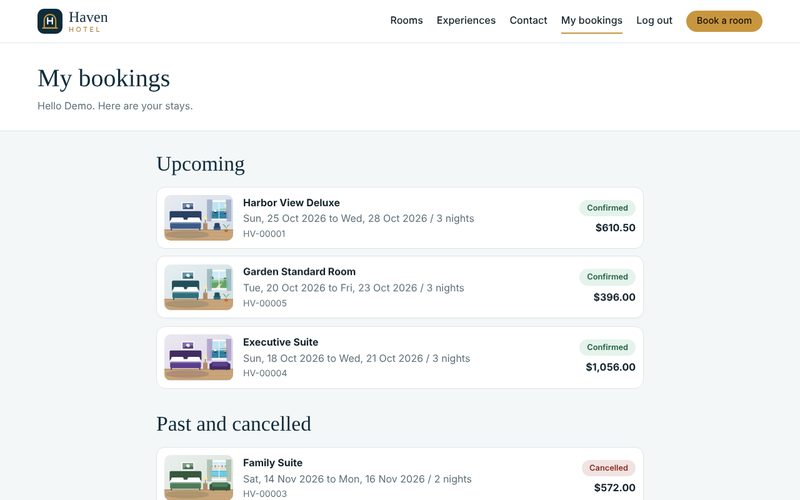 Haven
HOTEL
Rooms Experiences Contact My bookings Log out Book a room
My bookings
Hello Demo. Here are your stays.
Upcoming
Harbor View Deluxe
Sun, 25 Oct 2026 to Wed, 28 Oct 2026 / 3 nights
HV-00001
Confirmed
$610.50
Garden Standard Room
Tue, 20 Oct 2026 to Fri, 23 Oct 2026 / 3 nights
HV-00005
Confirmed
$396.00
Executive Suite
Sun, 18 Oct 2026 to Wed, 21 Oct 2026 / 3 nights
HV-00004
Confirmed
$1,056.00
Past and cancelled
Family Suite
Sat, 14 Nov 2026 to Mon, 16 Nov 2026 / 2 nights
HV-00003
Cancelled
$572.00